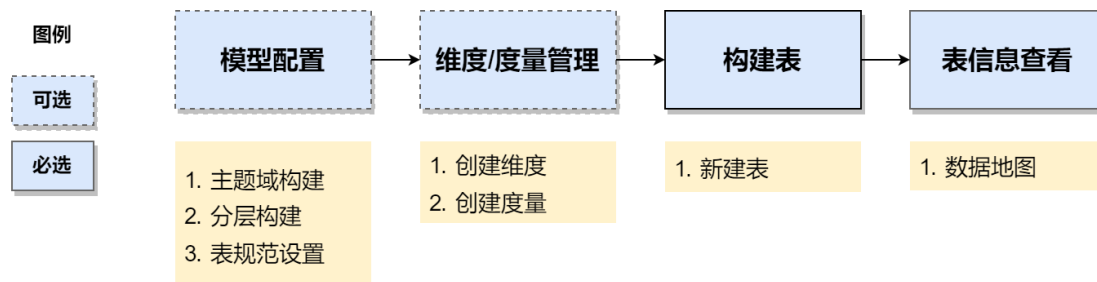 图例
可选
必选
模型配置
维度/度量管理
构建表
表信息查看
1. 主题域构建
2. 分层构建
3. 表规范设置
1. 创建维度
2. 创建度量
1. 新建表
1. 数据地图